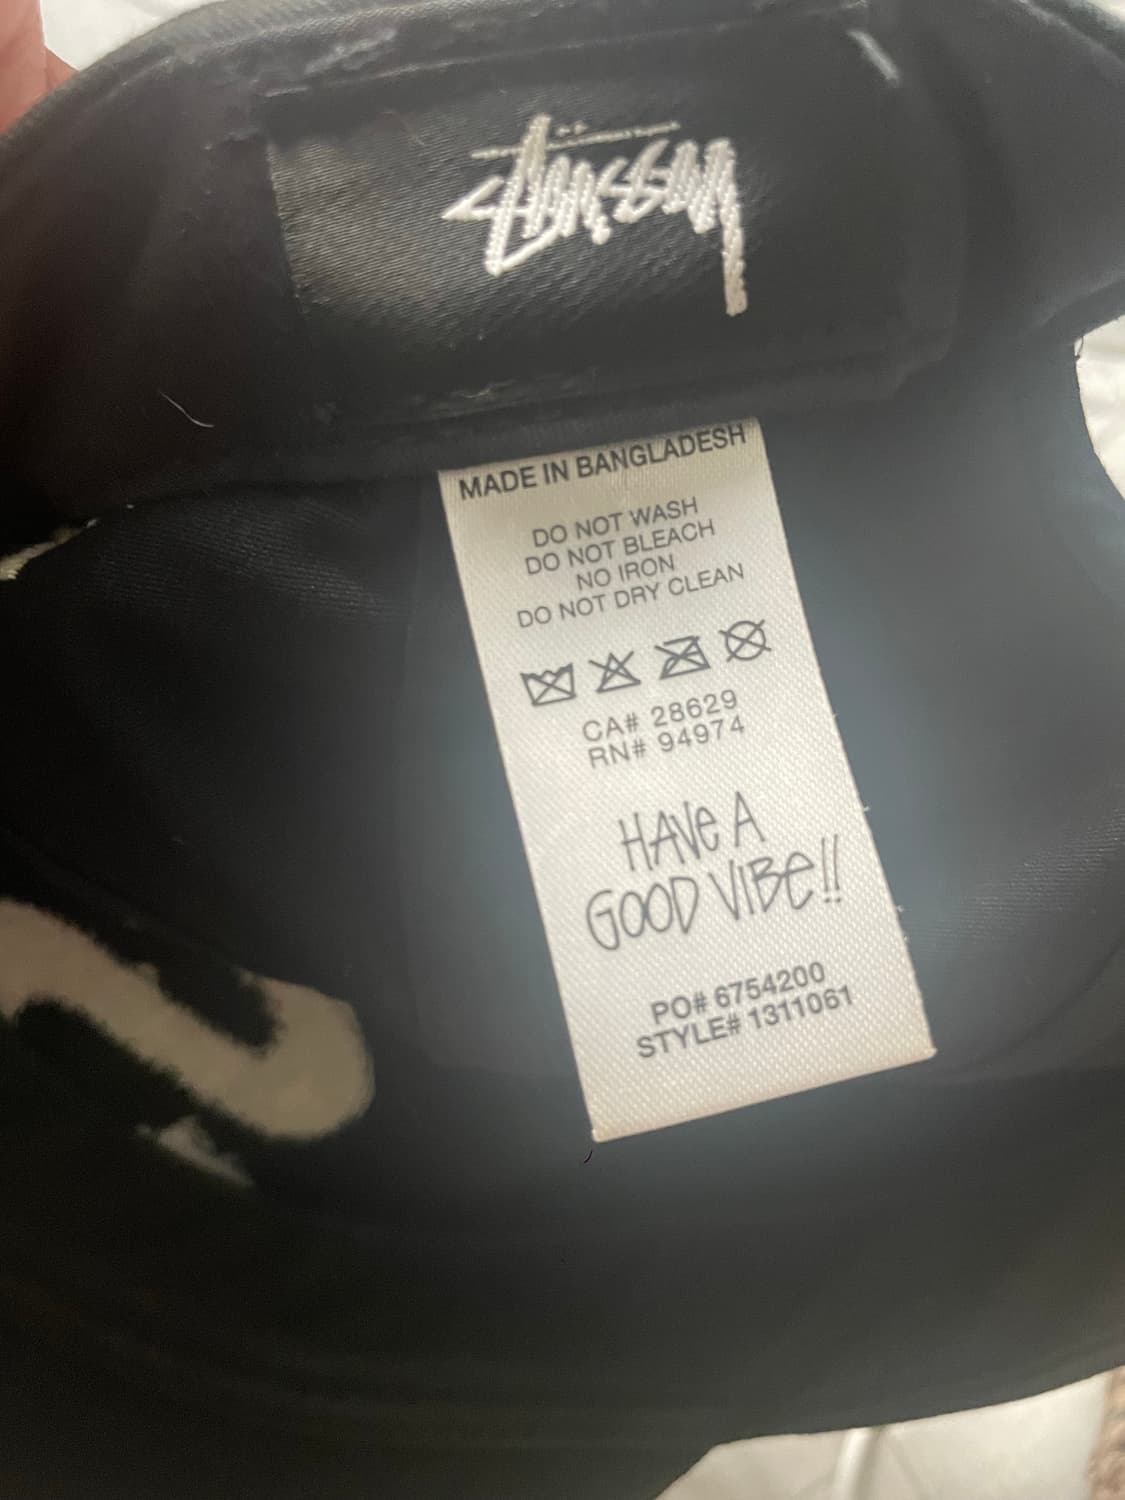 Stüssy
MADE IN BANGLADESH
DO NOT WASH
DO NOT BLEACH
NO IRON
DO NOT DRY CLEAN
CA# 28629
RN# 94974
HAVe A
GOOD VIBe!!
PO# 6754200
STYLE# 1311061